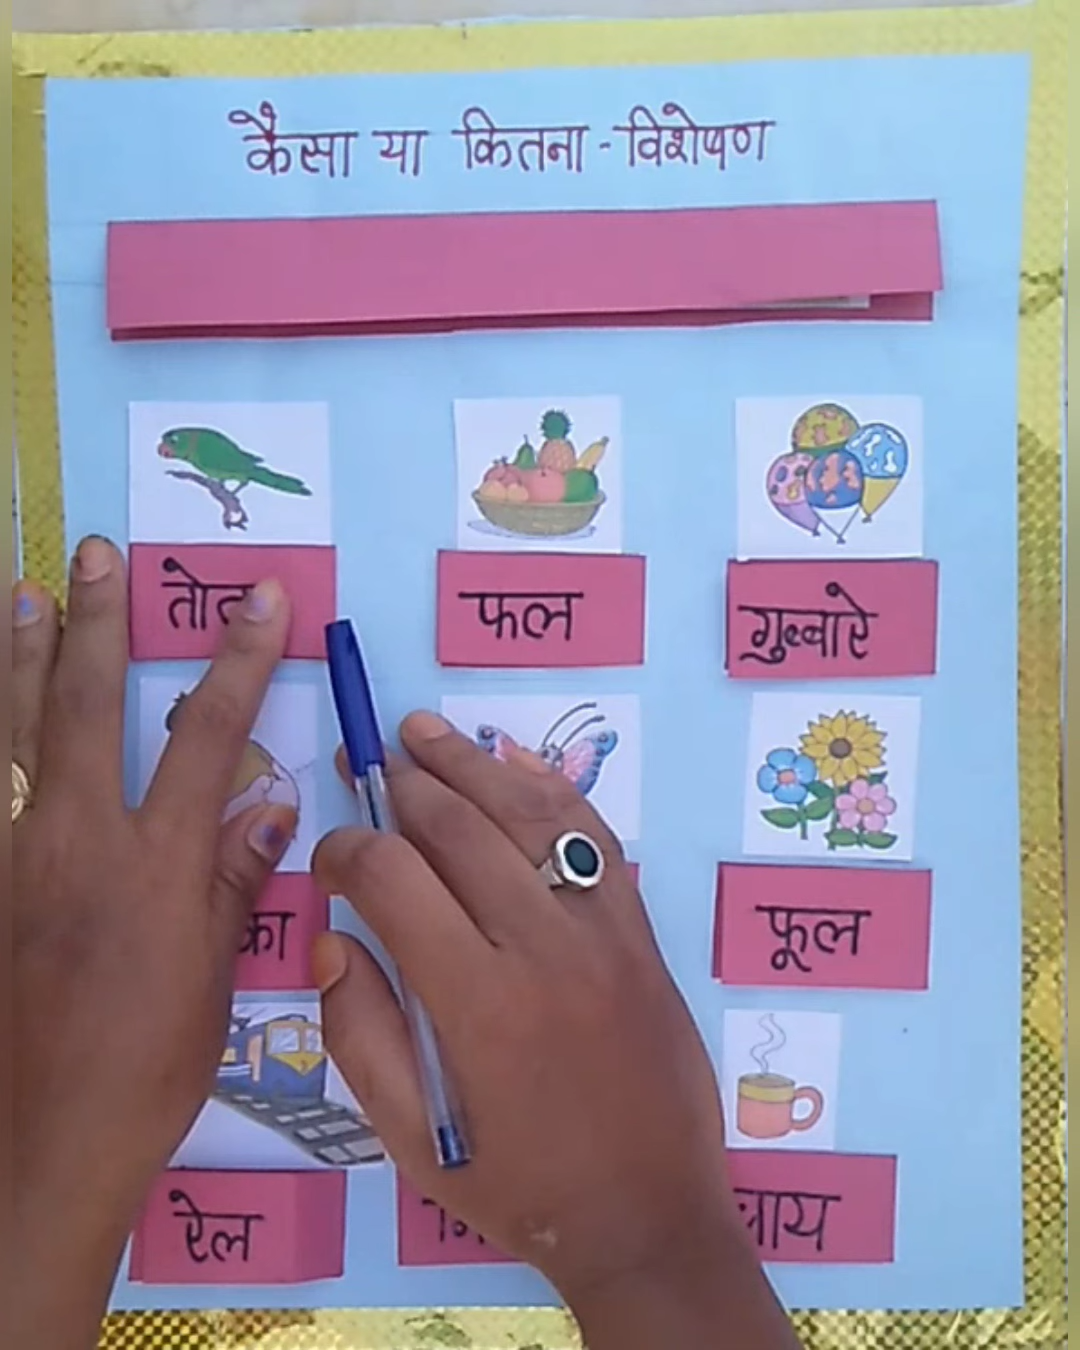 कैसा या कितना - विशेषण
तोता
फल
गुब्बारे
फूल
रेल
चाय